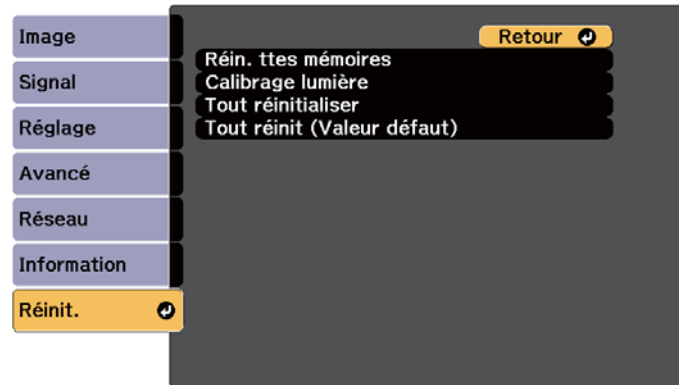 Image
Signal
Réglage
Avancé
Réseau
Information
Réinit.
Retour
Réin. ttes mémoires
Calibrage lumière
Tout réinitialiser
Tout réinit (Valeur défaut)